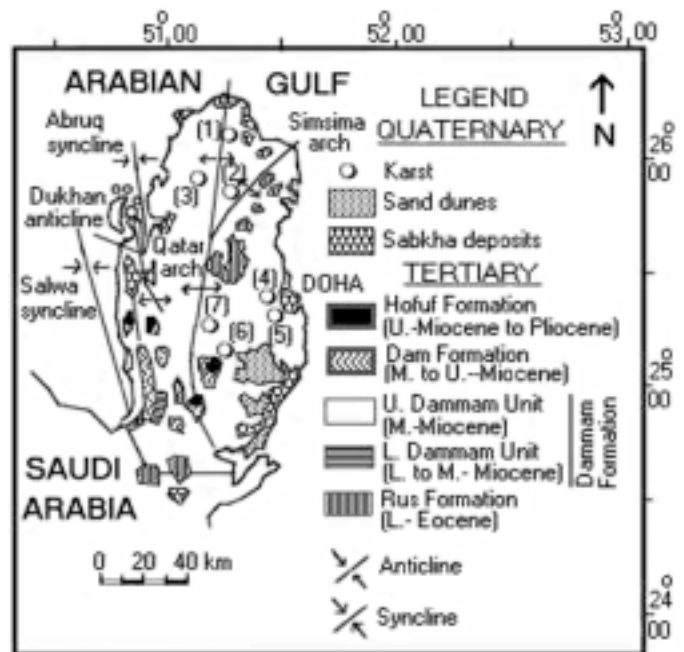 51.00°
52.00°
53.00°
ARABIAN GULF
Abruq
syncline
Simsima
arch
Dukhan
anticline
Qatar
arch
Salwa
syncline
DOHA
(1)
(2)
(3)
(4)
(5)
(6)
(7)
SAUDI
ARABIA
0 20 40 km
LEGEND
N
QUATERNARY
Karst
Sand dunes
Sabkha deposits
TERTIARY
Hofuf Formation
(U.-Miocene to Pliocene)
Dam Formation
(M. to U.--Miocene)
U. Dammam Unit
(M.-Miocene)
L. Dammam Unit
(L. to M.- Miocene)
Dammam
Formation
Rus Formation
(L.- Eocene)
Anticline
Syncline
26°
00
25°
00
24°
00